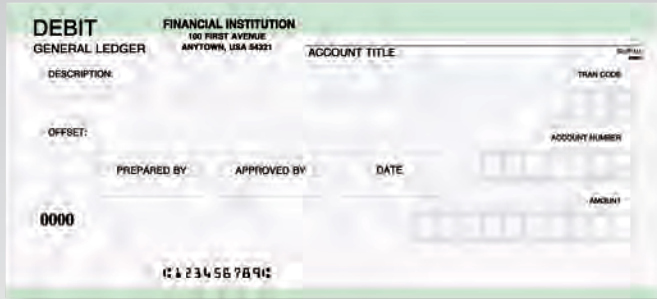 DEBIT
GENERAL LEDGER
FINANCIAL INSTITUTION
100 FIRST AVENUE
ANYTOWN, USA 54321
ACCOUNT TITLE
DESCRIPTION:
TRAN CODE
OFFSET:
ACCOUNT NUMBER
PREPARED BY APPROVED BY DATE
AMOUNT
0000
⑆123456789⑆